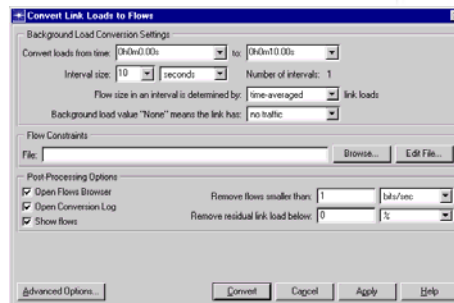 Convert Link Loads to Flows
Background Load Conversion Settings
Convert loads from time: 0h0m0.00s to: 0h0m10.00s
Interval size: 10 seconds Number of intervals: 1
Flow size in an interval is determined by: time-averaged link loads
Background load value "None" means the link has: no traffic
Flow Constraints
File: Browse... Edit File...
Post-Processing Options
Open Flows Browser Remove flows smaller than: 1 bits/sec
Open Conversion Log Remove residual link load below: 0 %
Show flows
Advanced Options... Convert Cancel Apply Help